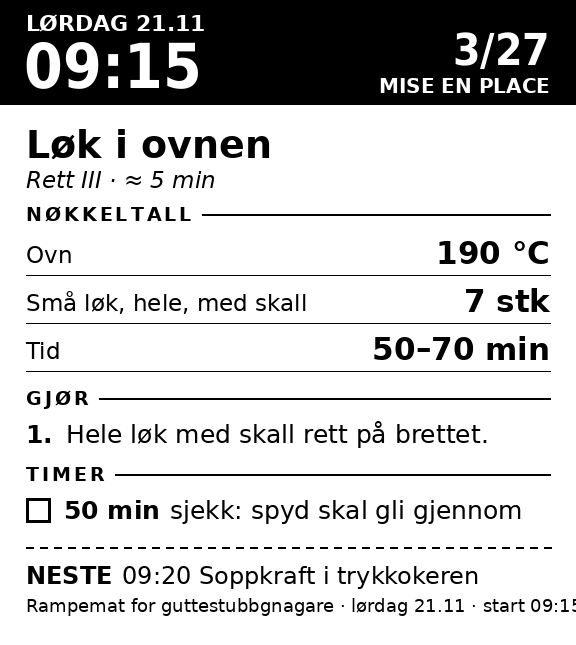 LØRDAG 21.11
09:15
3/27
MISE EN PLACE
Løk i ovnen
Rett III · ≈ 5 min
NØKKELTALL
Ovn 190 °C
Små løk, hele, med skall 7 stk
Tid 50–70 min
GJØR
1. Hele løk med skall rett på brettet.
TIMER
☐ 50 min sjekk: spyd skal gli gjennom
NESTE 09:20 Soppkraft i trykkokeren
Rampemat for guttestubbgnagare · lørdag 21.11 · start 09:15